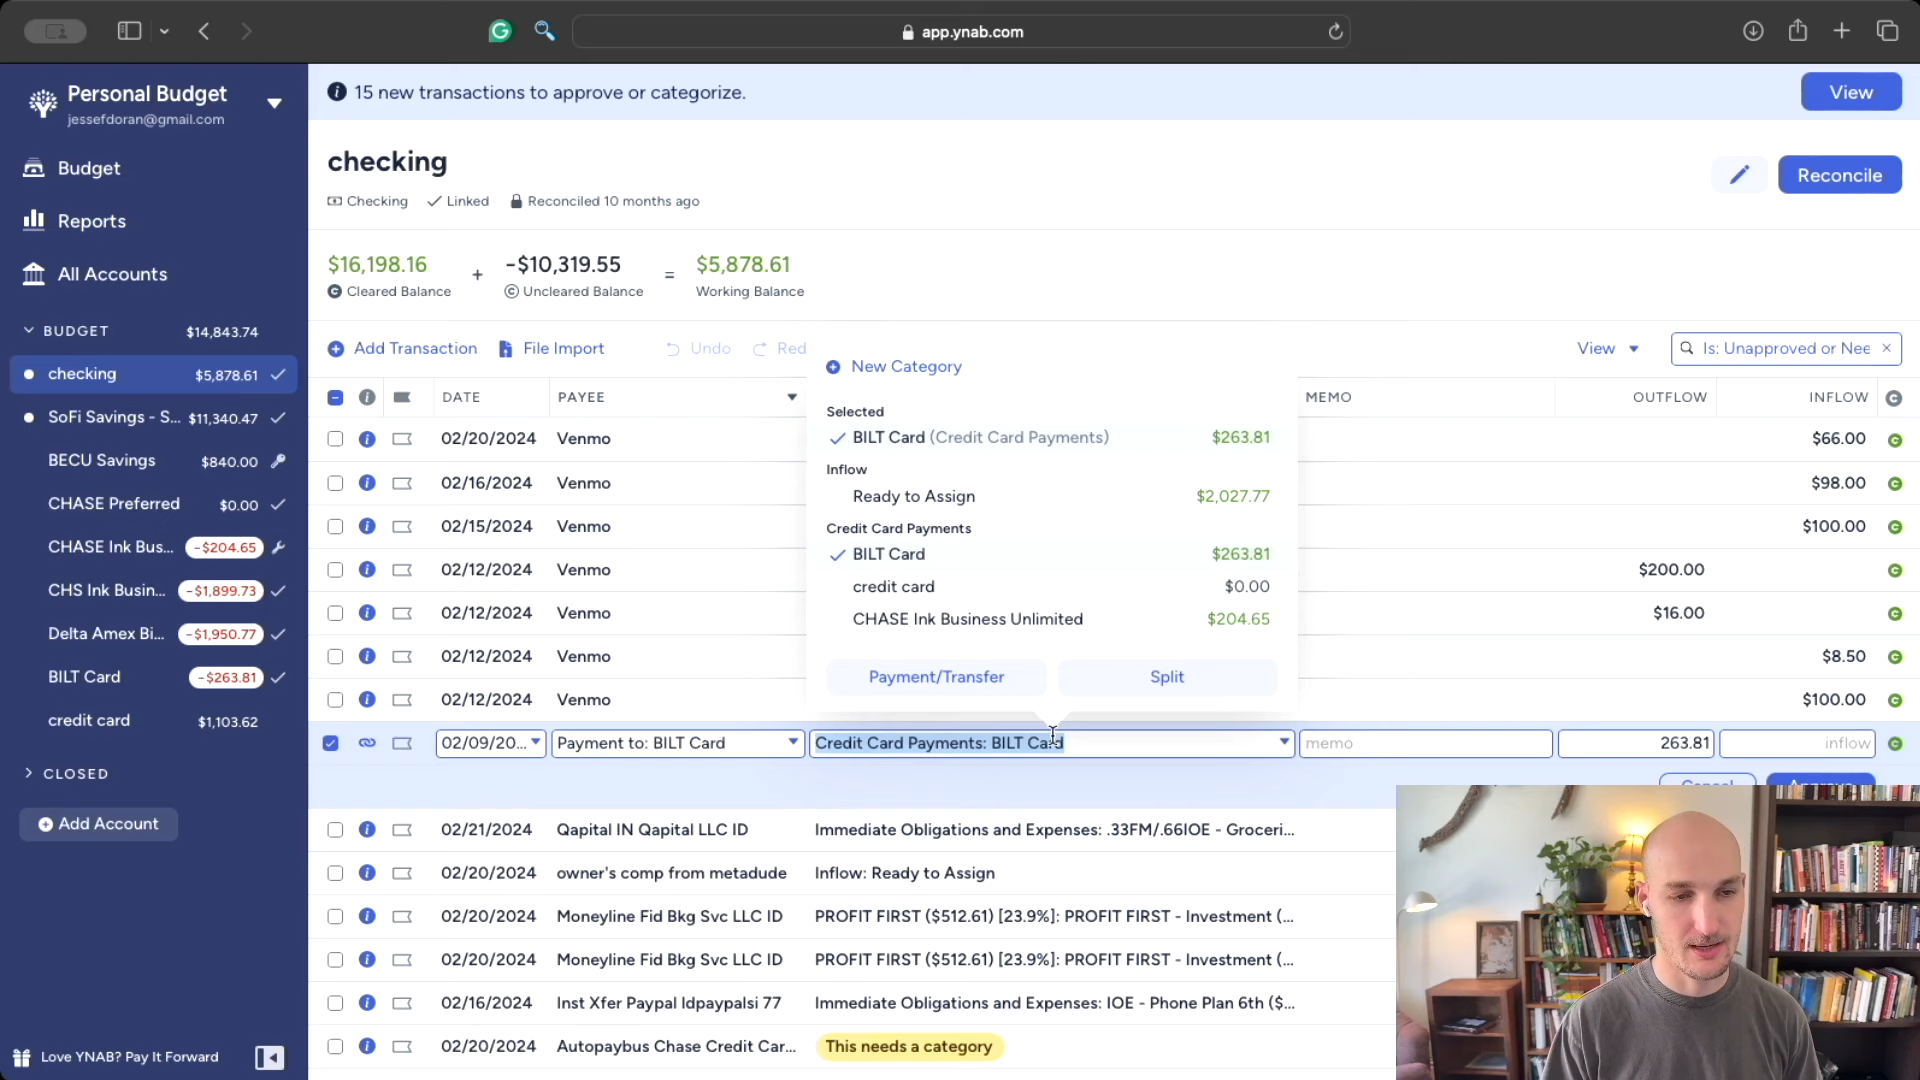 app.ynab.com
Personal Budget
jessefdoran@gmail.com
15 new transactions to approve or categorize.
View
Budget
Reports
All Accounts
BUDGET $14,843.74
checking $5,878.61
SoFi Savings - S... $11,340.47
BECU Savings $840.00
CHASE Preferred $0.00
CHASE Ink Bus... -$204.65
CHS Ink Busin... -$1,899.73
Delta Amex Bi... -$1,950.77
BILT Card -$263.81
credit card $1,103.62
CLOSED
Add Account
Love YNAB? Pay It Forward
checking
Checking Linked Reconciled 10 months ago
Reconcile
$16,198.16 + -$10,319.55 = $5,878.61
Cleared Balance Uncleared Balance Working Balance
Add Transaction File Import Undo Red
View Is: Unapproved or Nee
DATE PAYEE MEMO OUTFLOW INFLOW
02/20/2024 Venmo $66.00
02/16/2024 Venmo $98.00
02/15/2024 Venmo $100.00
02/12/2024 Venmo $200.00
02/12/2024 Venmo $16.00
02/12/2024 Venmo $8.50
02/12/2024 Venmo $100.00
New Category
Selected
BILT Card (Credit Card Payments) $263.81
Inflow
Ready to Assign $2,027.77
Credit Card Payments
BILT Card $263.81
credit card $0.00
CHASE Ink Business Unlimited $204.65
Payment/Transfer Split
02/09/20... Payment to: BILT Card Credit Card Payments: BILT Card memo 263.81 inflow
Cancel Approve
02/21/2024 Qapital IN Qapital LLC ID Immediate Obligations and Expenses: .33FM/.66IOE - Groceri...
02/20/2024 owner's comp from metadude Inflow: Ready to Assign
02/20/2024 Moneyline Fid Bkg Svc LLC ID PROFIT FIRST ($512.61) [23.9%]: PROFIT FIRST - Investment (...
02/20/2024 Moneyline Fid Bkg Svc LLC ID PROFIT FIRST ($512.61) [23.9%]: PROFIT FIRST - Investment (...
02/16/2024 Inst Xfer Paypal Idpaypalsi 77 Immediate Obligations and Expenses: IOE - Phone Plan 6th ($...
02/20/2024 Autopaybus Chase Credit Car... This needs a category